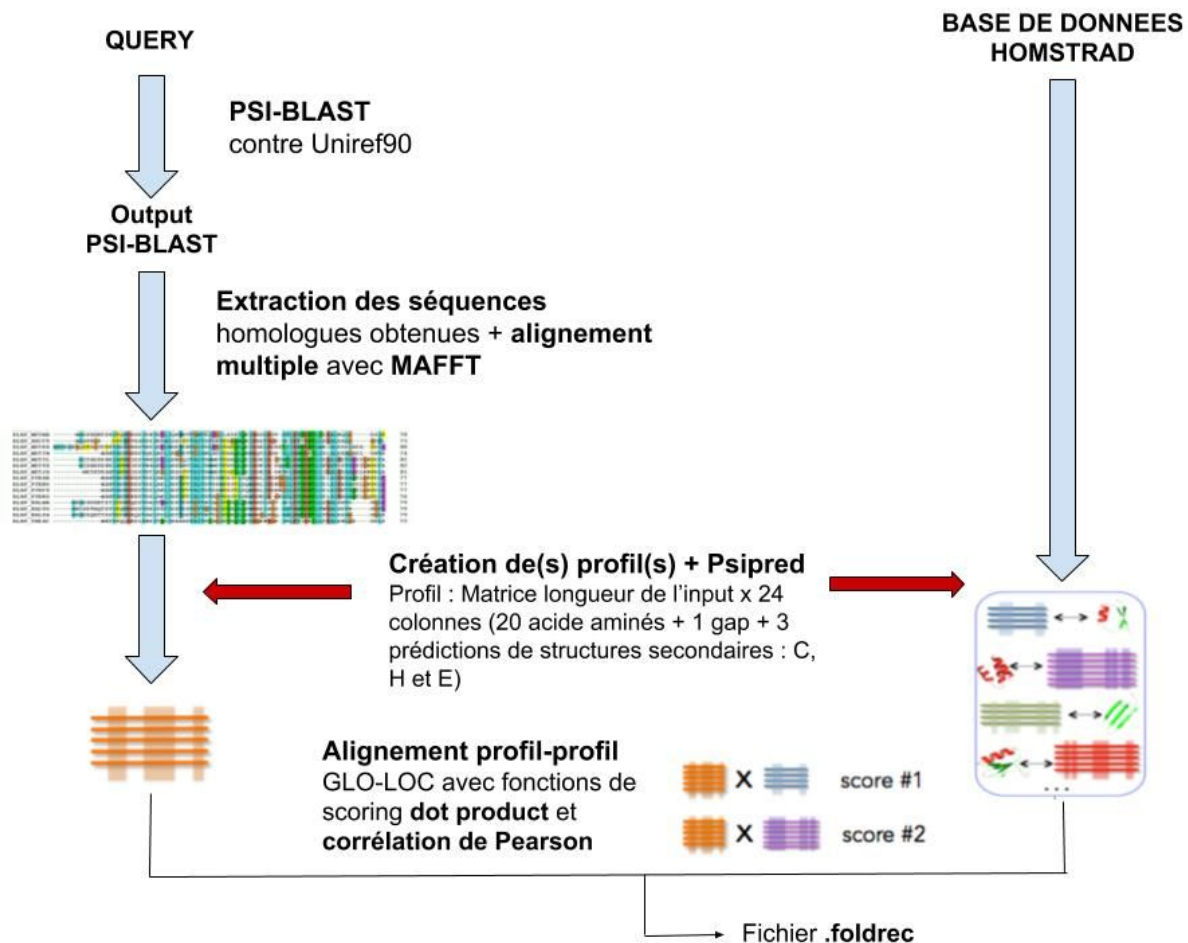 QUERY
BASE DE DONNEES
HOMSTRAD
PSI-BLAST
contre Uniref90
Output
PSI-BLAST
Extraction des séquences
homologues obtenues + alignement
multiple avec MAFFT
Création de(s) profil(s) + Psipred
Profil : Matrice longueur de l'input x 24
colonnes (20 acide aminés + 1 gap + 3
prédictions de structures secondaires : C,
H et E)
Alignement profil-profil
GLO-LOC avec fonctions de
scoring dot product et
corrélation de Pearson
X score #1
X score #2
...
Fichier .foldrec